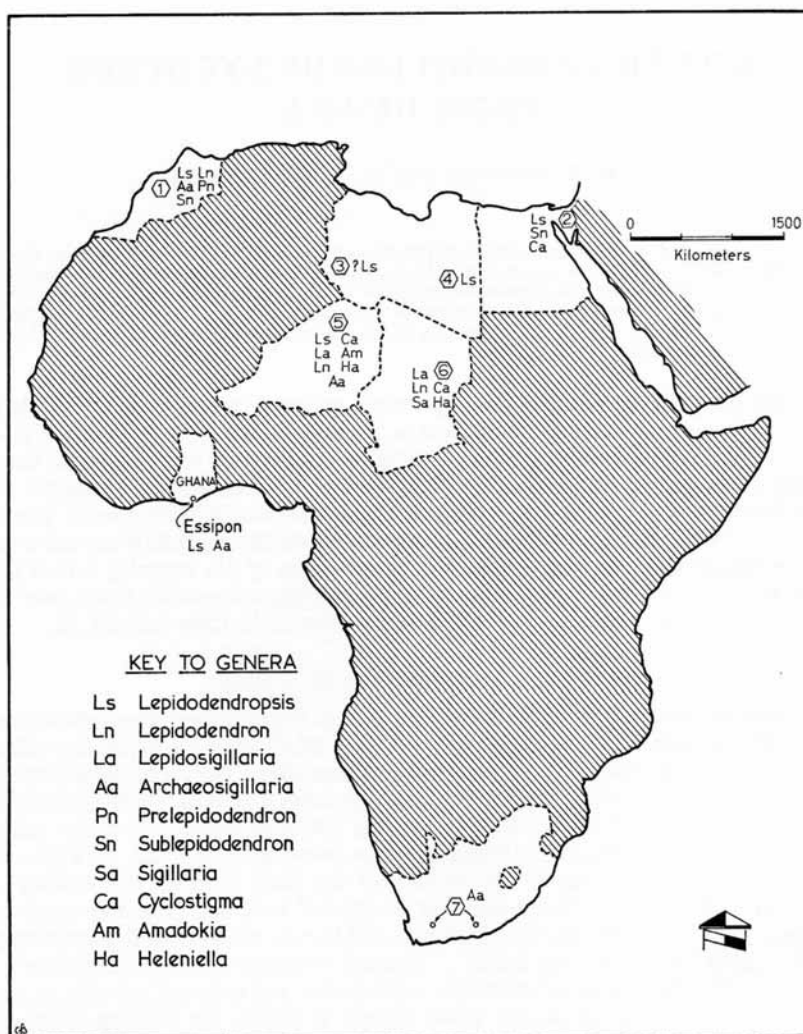 1
Ls Ln
Aa Pn
Sn
Ls
Sn
Ca
2
0 1500
Kilometers
3 ? Ls
4 Ls
5
Ls Ca
La Am
Ln Ha
Aa
6
La
Ln Ca
Sa Ha
GHANA
Essipon
Ls Aa
KEY TO GENERA
Ls Lepidodendropsis
Ln Lepidodendron
La Lepidosigillaria
Aa Archaeosigillaria
Pn Prelepidodendron
Sn Sublepidodendron
Sa Sigillaria
Ca Cyclostigma
Am Amadokia
Ha Heleniella
7 Aa